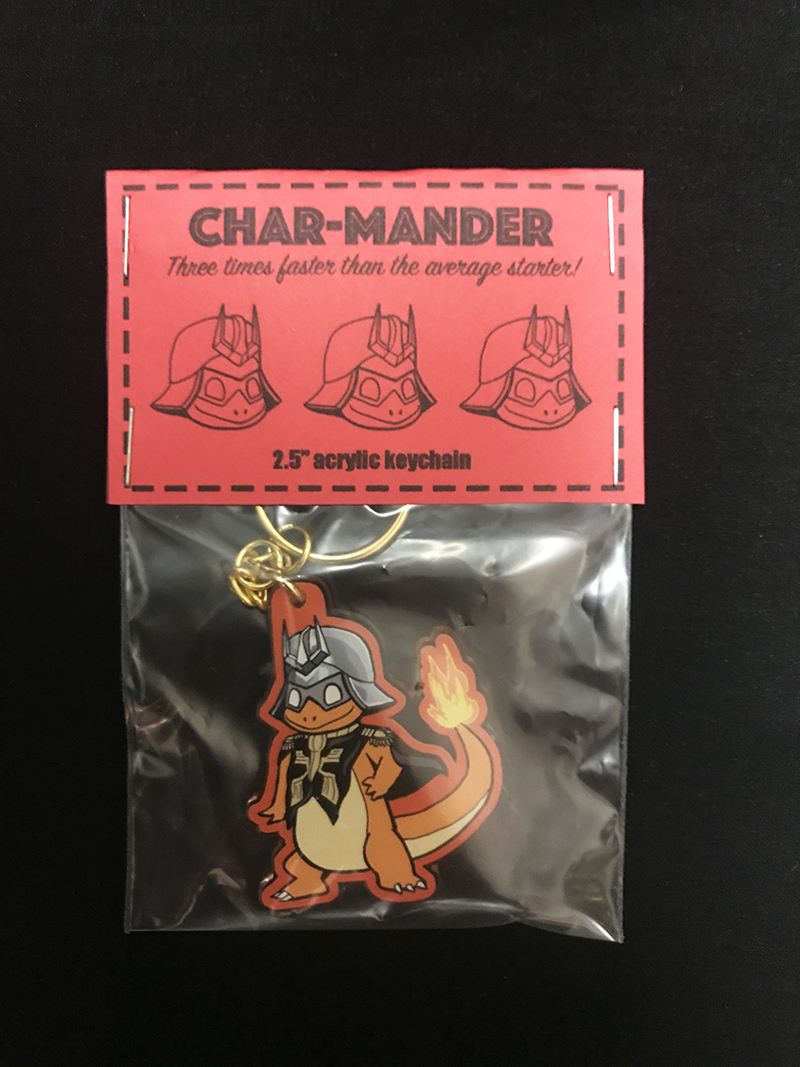 CHAR-MANDER
Three times faster than the average starter!
2.5" acrylic keychain